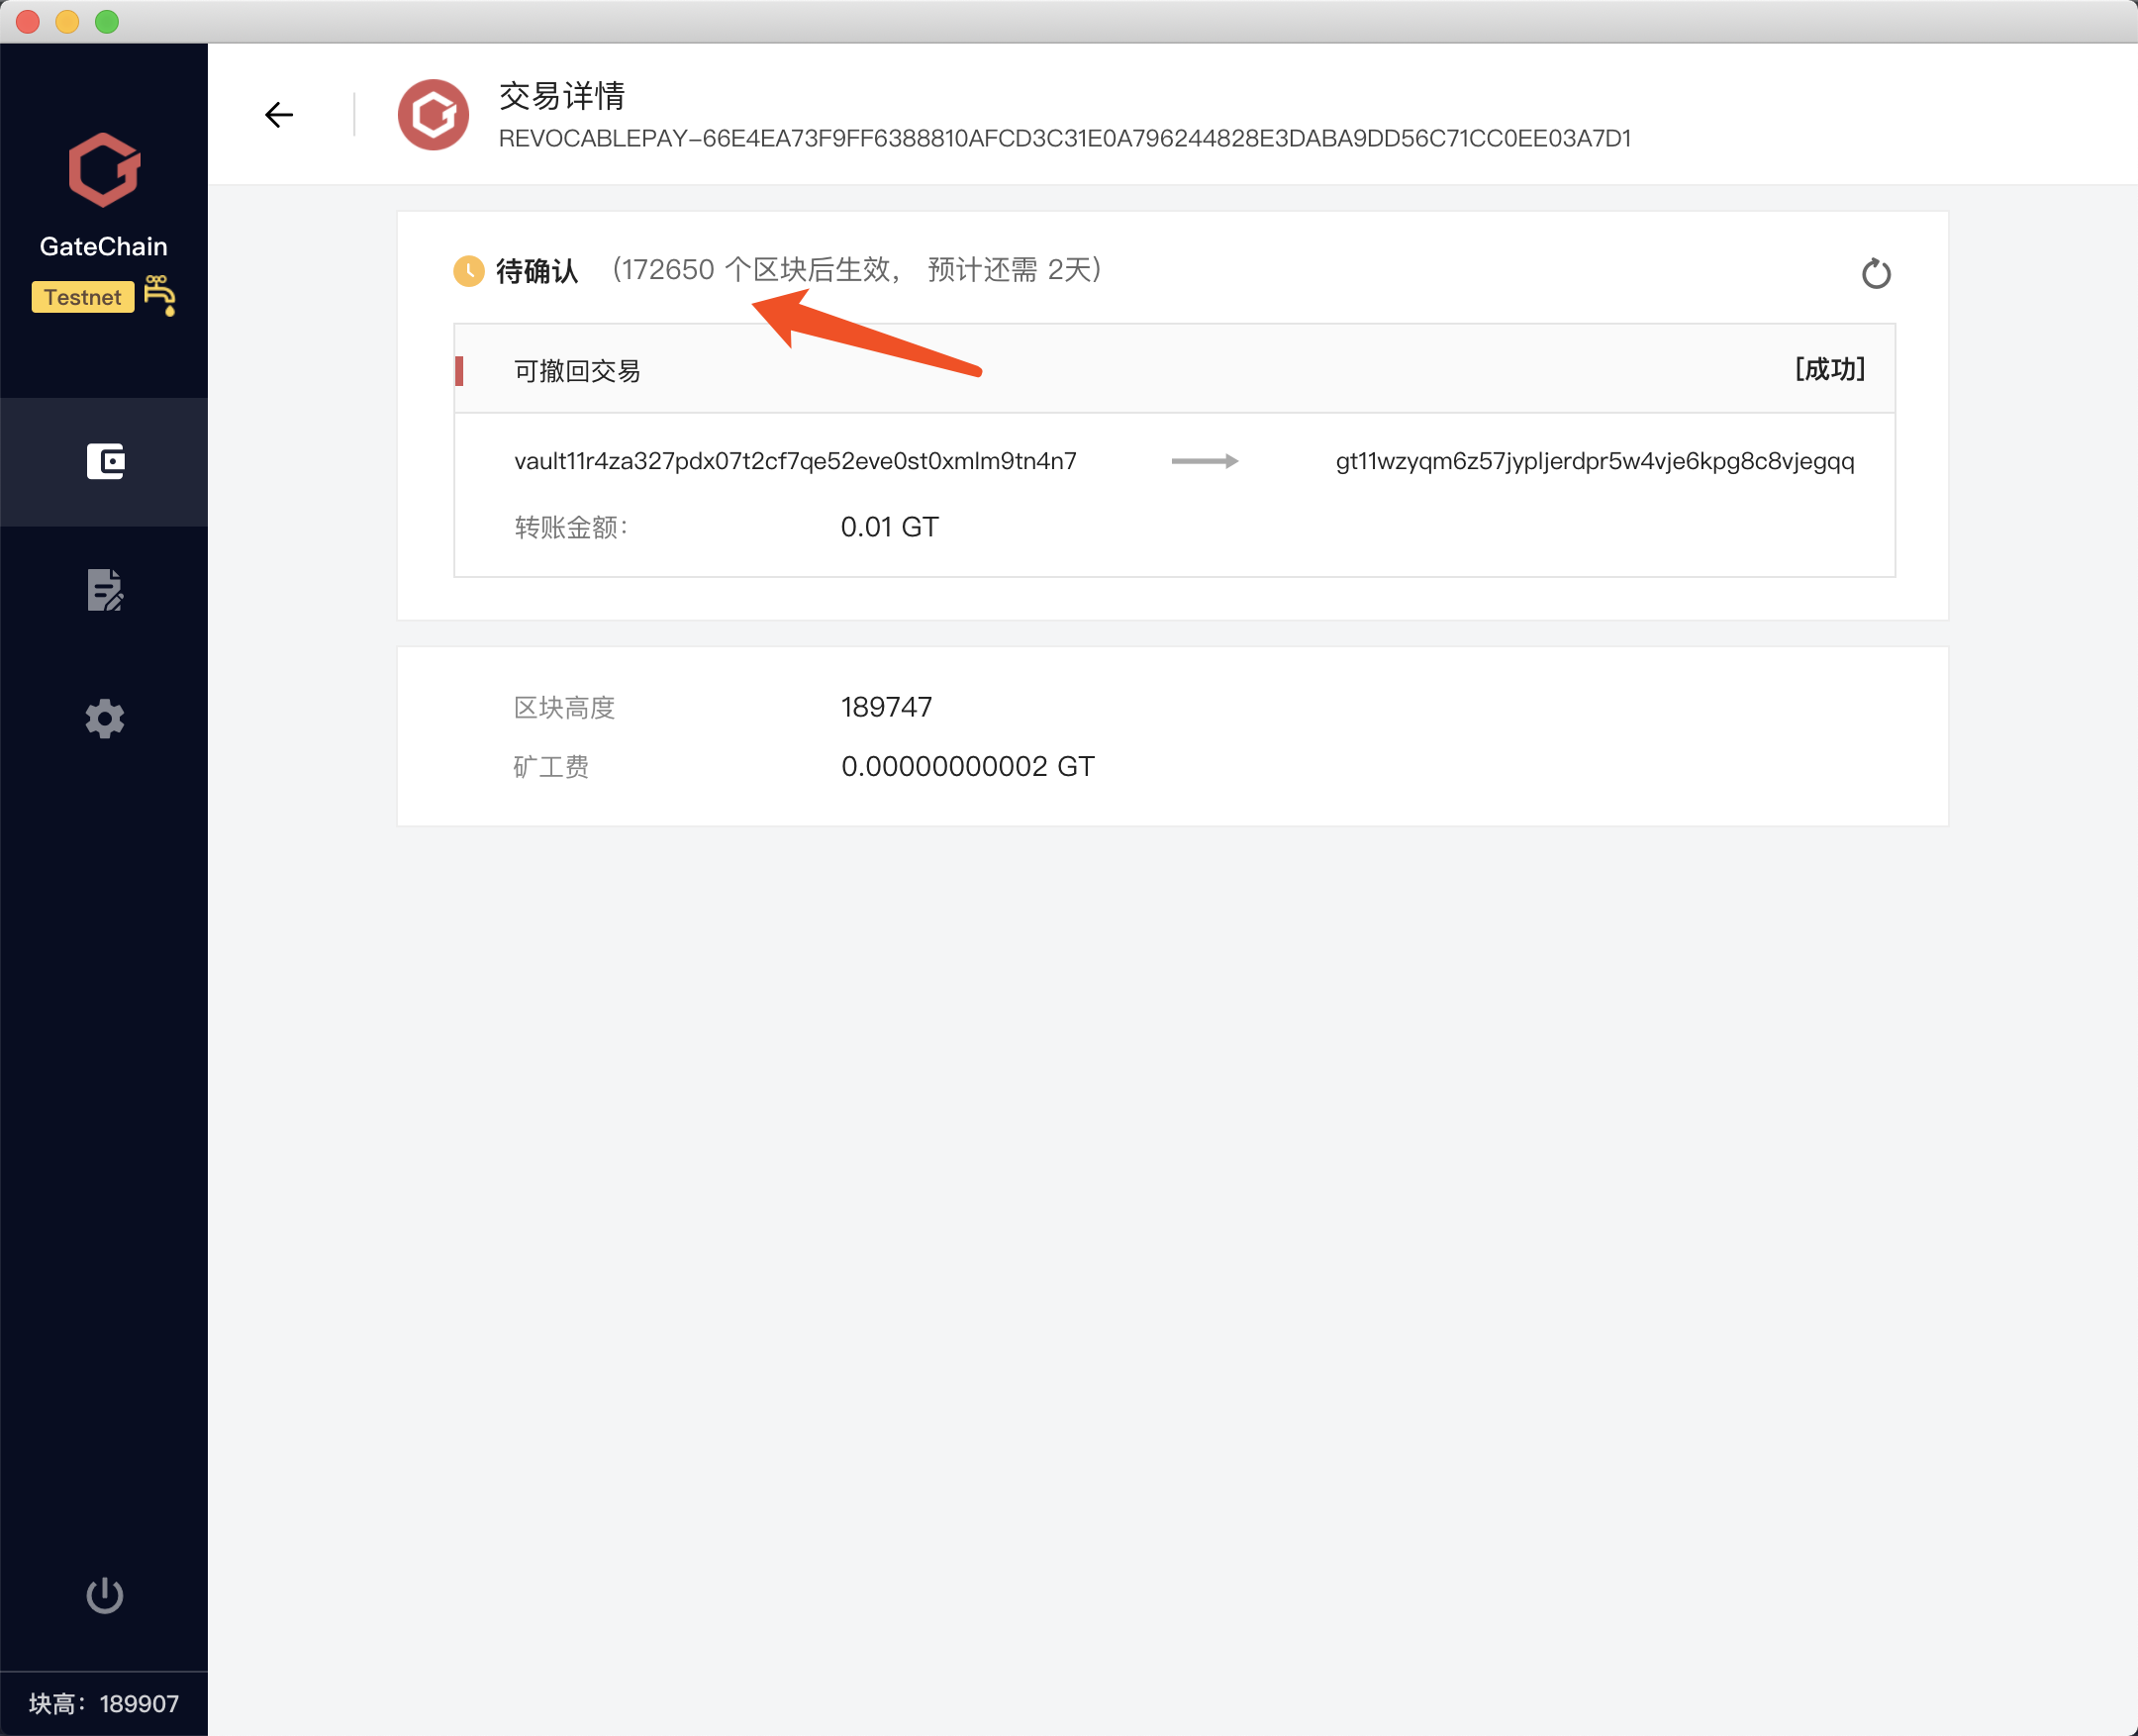 GateChain
Testnet
块高：189907
交易详情
REVOCABLEPAY-66E4EA73F9FF6388810AFCD3C31E0A796244828E3DABA9DD56C71CC0EE03A7D1
待确认 （172650 个区块后生效， 预计还需 2天）
可撤回交易 [成功]
vault11r4za327pdx07t2cf7qe52eve0st0xmlm9tn4n7 gt11wzyqm6z57jypljerdpr5w4vje6kpg8c8vjegqq
转账金额： 0.01 GT
区块高度 189747
矿工费 0.00000000002 GT